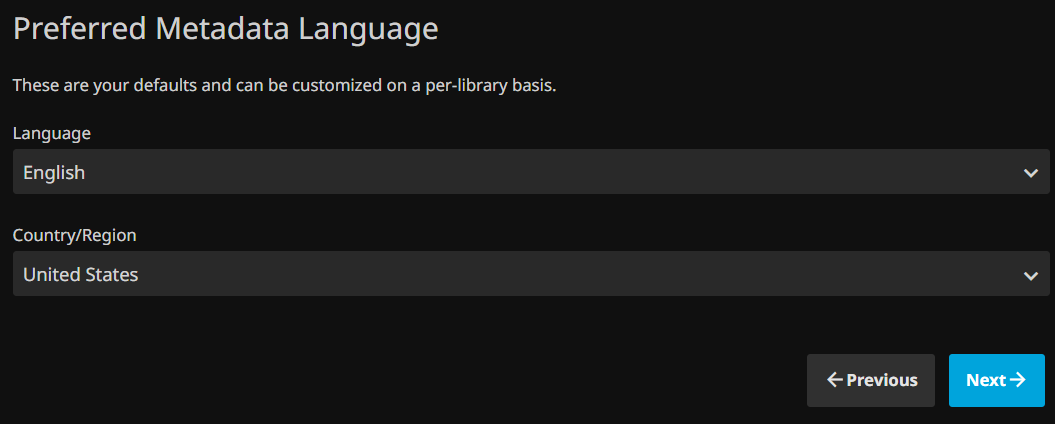 Preferred Metadata Language
These are your defaults and can be customized on a per-library basis.
Language
English
Country/Region
United States
Previous
Next